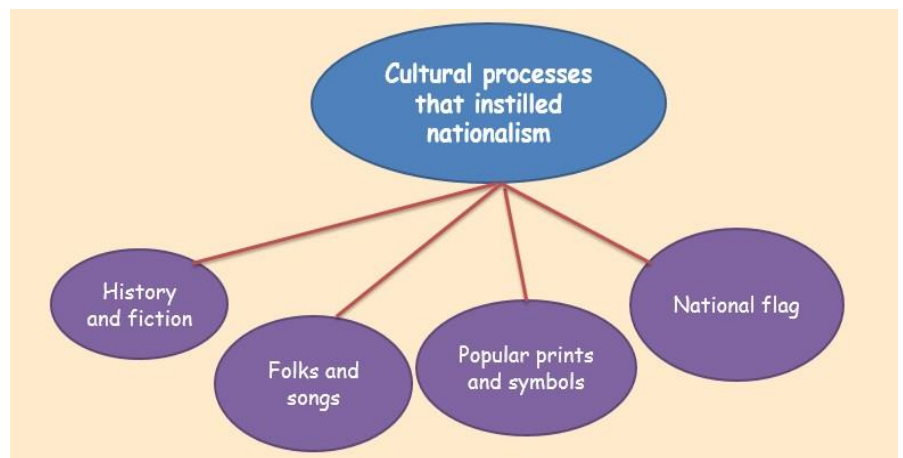 Cultural processes
that instilled
nationalism
History
and fiction
Folks and
songs
Popular prints
and symbols
National flag